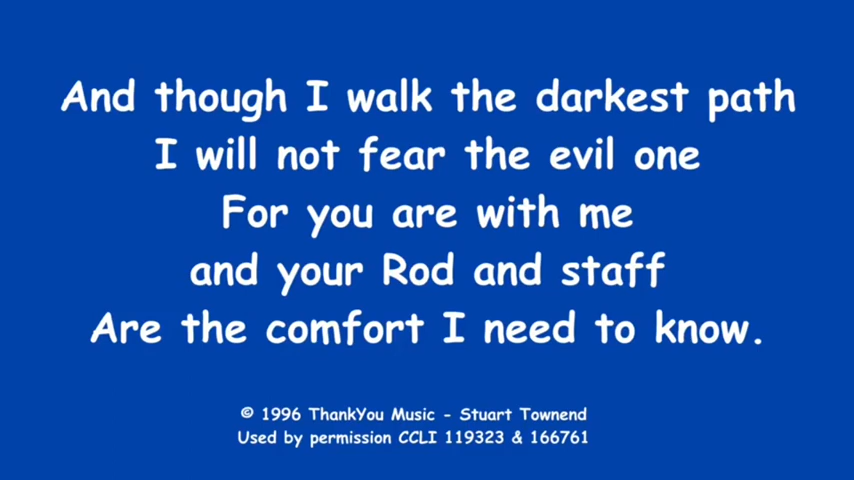 And though I walk the darkest path
I will not fear the evil one
For you are with me
and your Rod and staff
Are the comfort I need to know.
© 1996 ThankYou Music - Stuart Townend
Used by permission CCLI 119323 & 166761